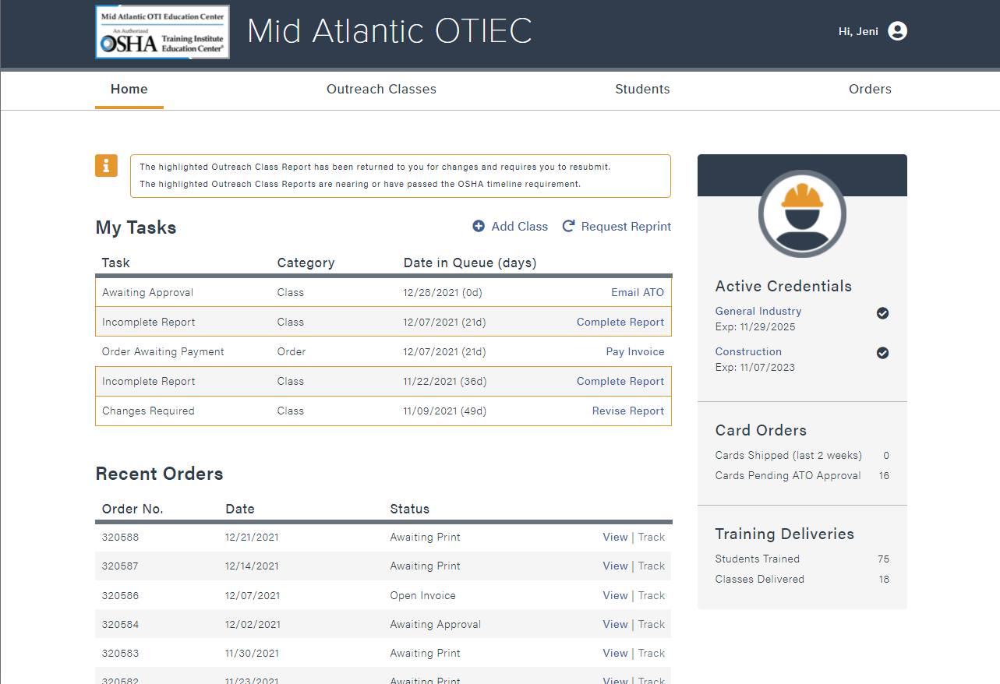 Mid Atlantic OTI Education Center
An Authorized
OSHA Training Institute
Education Center®
Mid Atlantic OTIEC
Hi, Jeni
Home Outreach Classes Students Orders
The highlighted Outreach Class Report has been returned to you for changes and requires you to resubmit.
The highlighted Outreach Class Reports are nearing or have passed the OSHA timeline requirement.
My Tasks
Add Class Request Reprint
Task Category Date in Queue (days)
Awaiting Approval Class 12/28/2021 (0d) Email ATO
Incomplete Report Class 12/07/2021 (21d) Complete Report
Order Awaiting Payment Order 12/07/2021 (21d) Pay Invoice
Incomplete Report Class 11/22/2021 (36d) Complete Report
Changes Required Class 11/09/2021 (49d) Revise Report
Recent Orders
Order No. Date Status
320588 12/21/2021 Awaiting Print View | Track
320587 12/14/2021 Awaiting Print View | Track
320586 12/07/2021 Open Invoice View | Track
320584 12/02/2021 Awaiting Approval View | Track
320583 11/30/2021 Awaiting Print View | Track
320582 11/23/2021 Awaiting Print View | Track
Active Credentials
General Industry
Exp: 11/29/2025
Construction
Exp: 11/07/2023
Card Orders
Cards Shipped (last 2 weeks) 0
Cards Pending ATO Approval 16
Training Deliveries
Students Trained 75
Classes Delivered 18